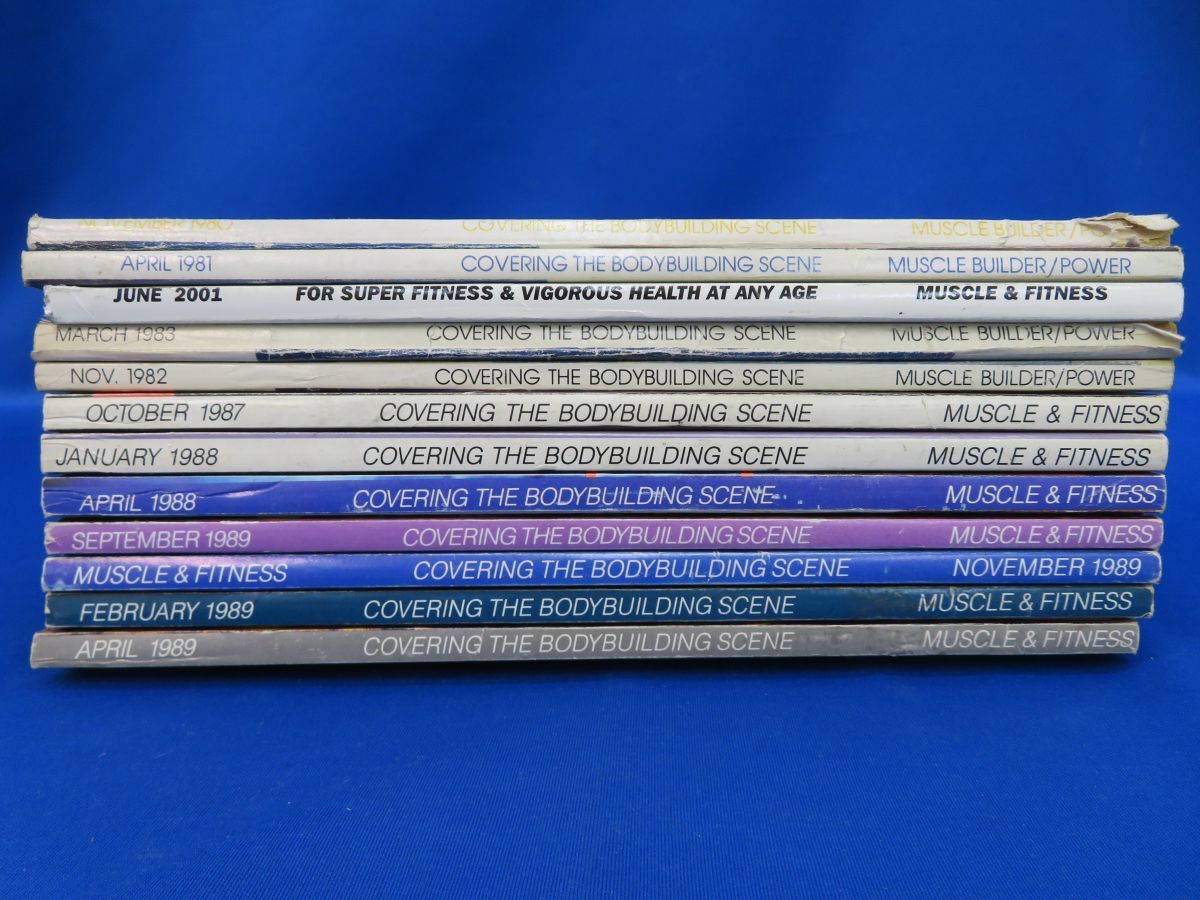 NOVEMBER 1980 COVERING THE BODYBUILDING SCENE MUSCLE BUILDER/PO
APRIL 1981 COVERING THE BODYBUILDING SCENE MUSCLE BUILDER/POWER
JUNE 2001 FOR SUPER FITNESS & VIGOROUS HEALTH AT ANY AGE MUSCLE & FITNESS
MARCH 1983 COVERING THE BODYBUILDING SCENE MUSCLE BUILDER/POWER
NOV. 1982 COVERING THE BODYBUILDING SCENE MUSCLE BUILDER/POWER
OCTOBER 1987 COVERING THE BODYBUILDING SCENE MUSCLE & FITNESS
JANUARY 1988 COVERING THE BODYBUILDING SCENE MUSCLE & FITNESS
APRIL 1988 COVERING THE BODYBUILDING SCENE MUSCLE & FITNESS
SEPTEMBER 1989 COVERING THE BODYBUILDING SCENE MUSCLE & FITNESS
MUSCLE & FITNESS COVERING THE BODYBUILDING SCENE NOVEMBER 1989
FEBRUARY 1989 COVERING THE BODYBUILDING SCENE MUSCLE & FITNESS
APRIL 1989 COVERING THE BODYBUILDING SCENE MUSCLE & FITNESS